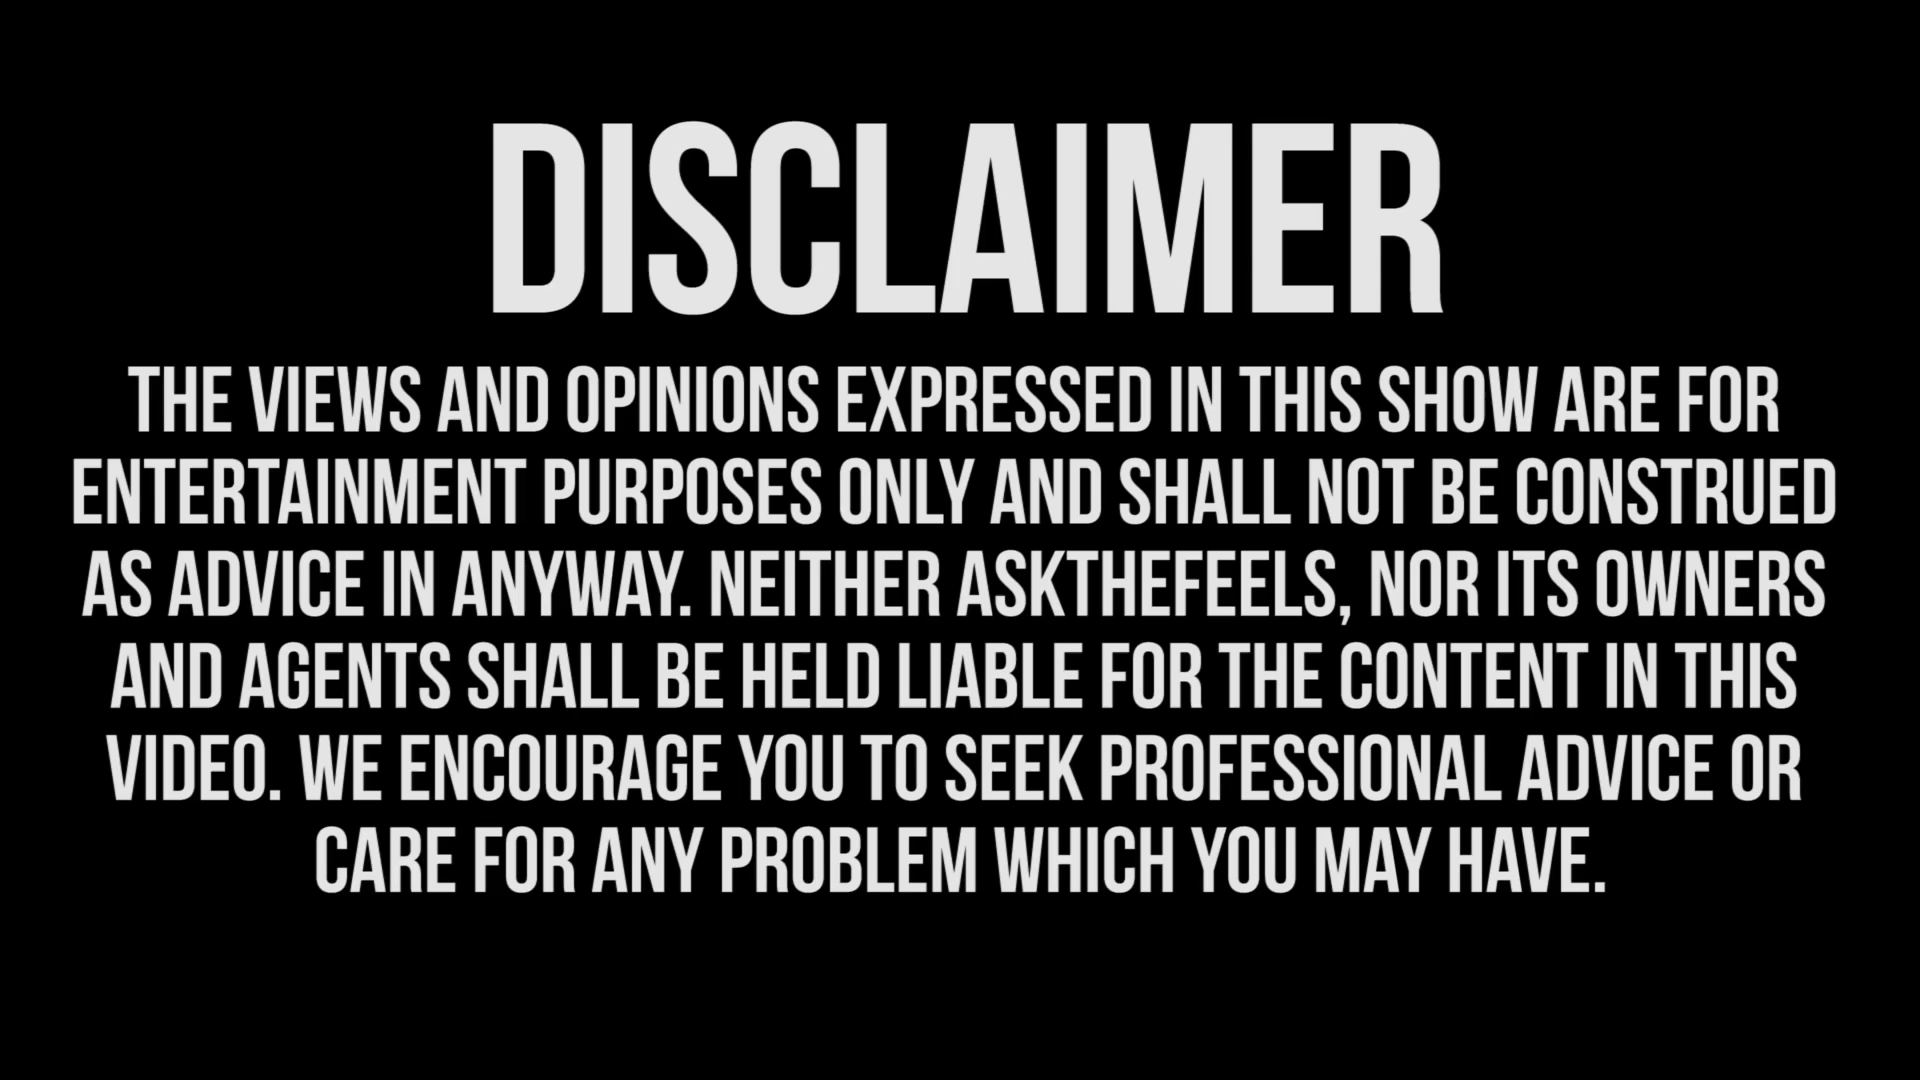 DISCLAIMER
THE VIEWS AND OPINIONS EXPRESSED IN THIS SHOW ARE FOR
ENTERTAINMENT PURPOSES ONLY AND SHALL NOT BE CONSTRUED
AS ADVICE IN ANYWAY. NEITHER ASKTHEFEELS, NOR ITS OWNERS
AND AGENTS SHALL BE HELD LIABLE FOR THE CONTENT IN THIS
VIDEO. WE ENCOURAGE YOU TO SEEK PROFESSIONAL ADVICE OR
CARE FOR ANY PROBLEM WHICH YOU MAY HAVE.